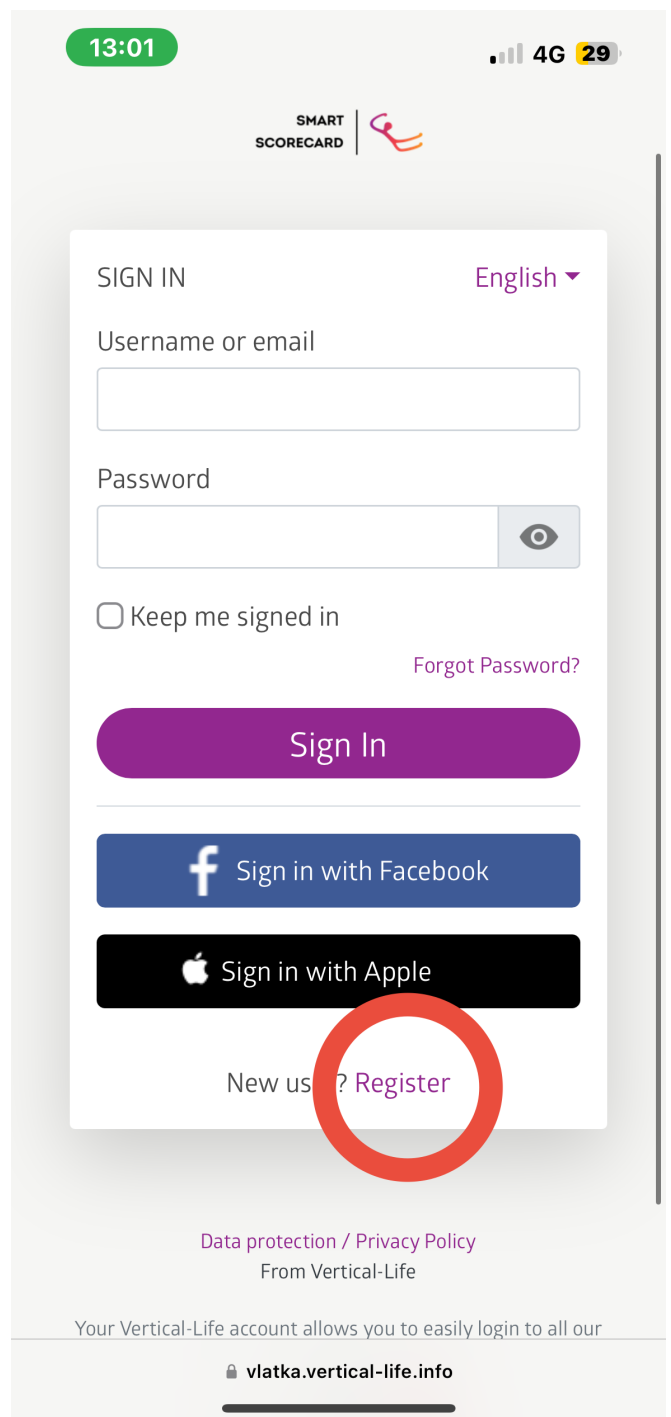 13:01
4G 29
SMART
SCORECARD
SIGN IN
English
Username or email
Password
Keep me signed in
Forgot Password?
Sign In
f Sign in with Facebook
Sign in with Apple
New us ? Register
Data protection / Privacy Policy
From Vertical-Life
Your Vertical-Life account allows you to easily login to all our
vlatka.vertical-life.info